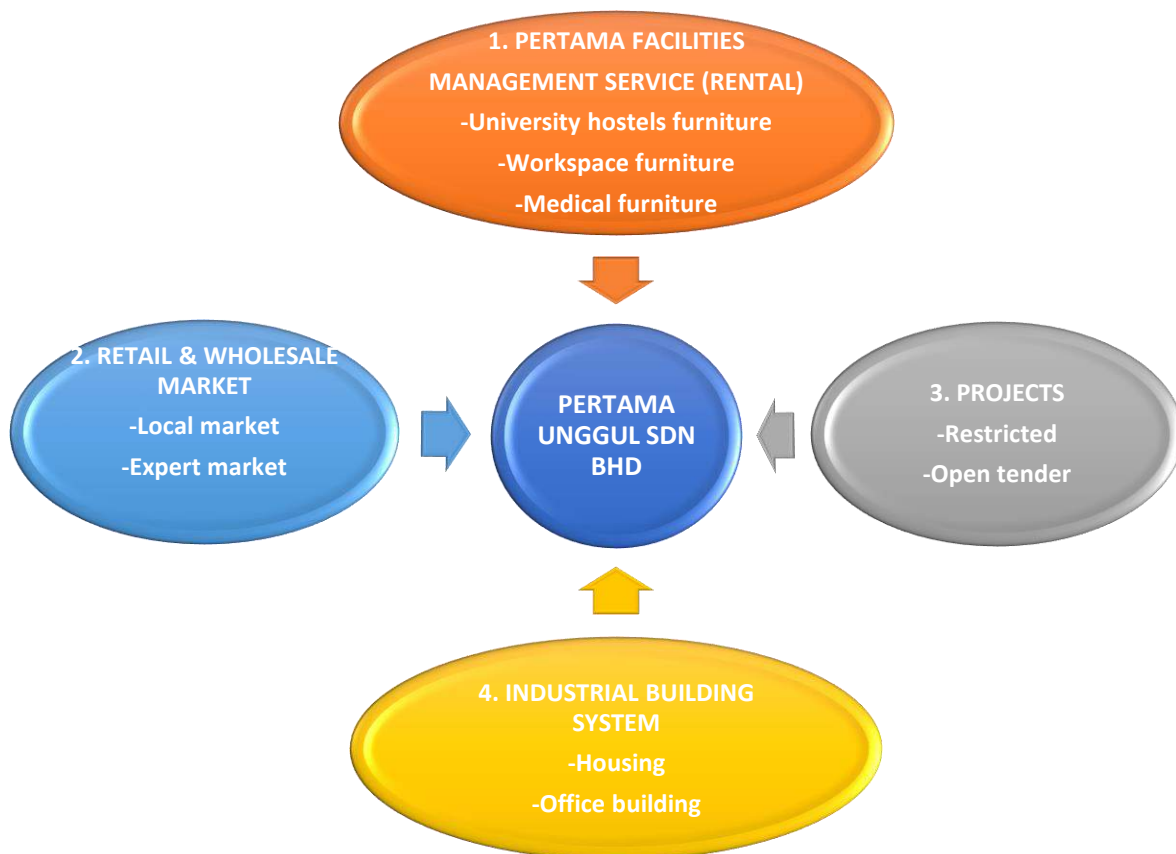 1. PERTAMA FACILITIES
MANAGEMENT SERVICE (RENTAL)
-University hostels furniture
-Workspace furniture
-Medical furniture
2. RETAIL & WHOLESALE
MARKET
-Local market
-Expert market
PERTAMA
UNGGUL SDN
BHD
3. PROJECTS
-Restricted
-Open tender
4. INDUSTRIAL BUILDING
SYSTEM
-Housing
-Office building